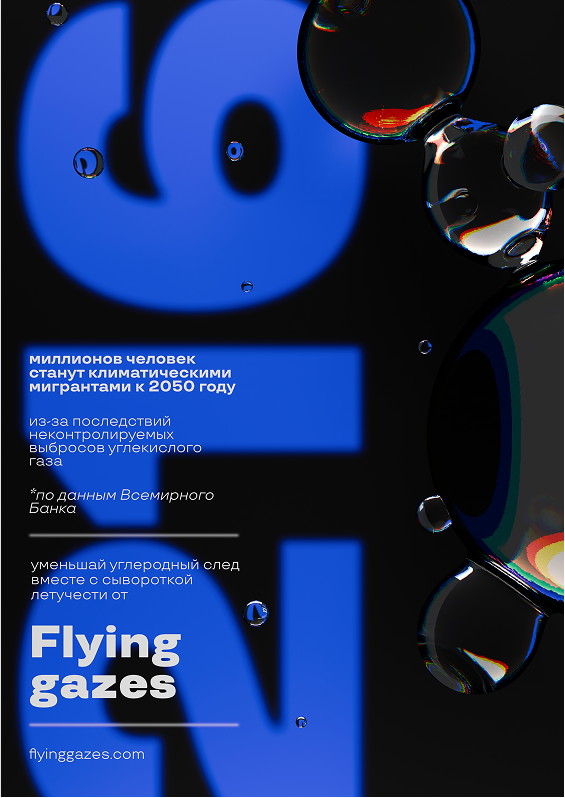 216
миллионов человек
станут климатическими
мигрантами к 2050 году
из-за последствий
неконтролируемых
выбросов углекислого
газа
*по данным Всемирного
Банка
уменьшай углеродный след
вместе с сывороткой
летучести от
Flying
gazes
flyinggazes.com